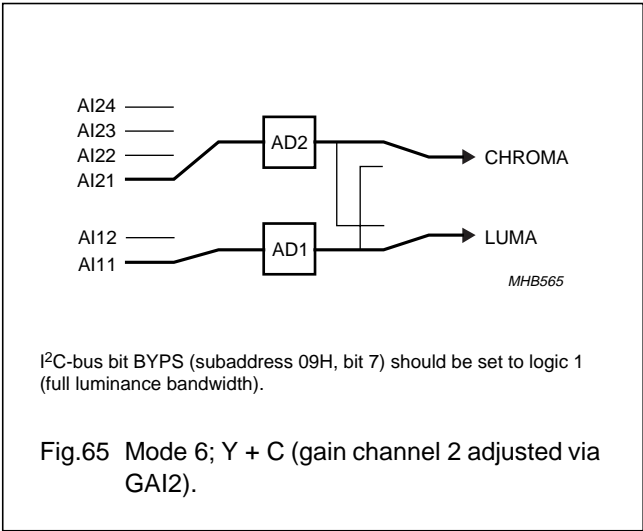 AI24
AI23
AI22
AI21
AD2
CHROMA
AI12
AI11
AD1
LUMA
MHB565
I²C-bus bit BYPS (subaddress 09H, bit 7) should be set to logic 1
(full luminance bandwidth).
Fig.65 Mode 6; Y + C (gain channel 2 adjusted via
GAI2).